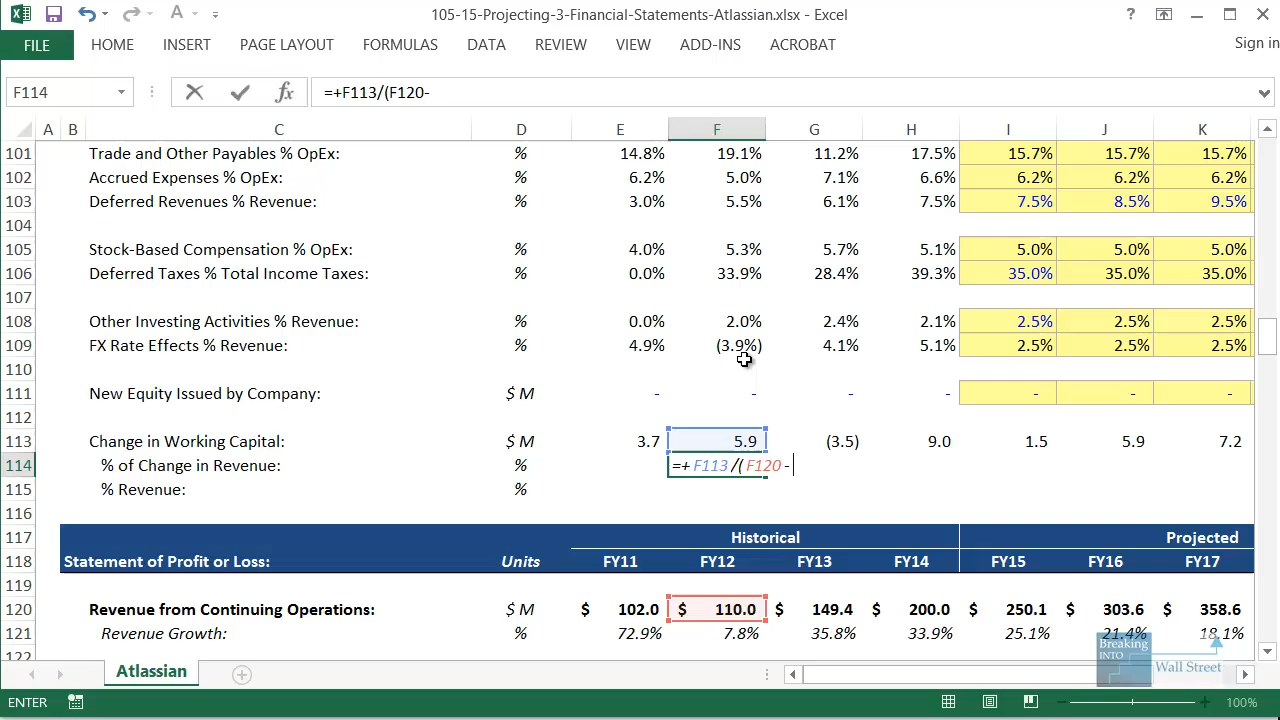 105-15-Projecting-3-Financial-Statements-Atlassian.xlsx - Excel
FILE HOME INSERT PAGE LAYOUT FORMULAS DATA REVIEW VIEW ADD-INS ACROBAT Sign in
F114 fx =+F113/(F120-
A B C D E F G H I J K
101 Trade and Other Payables % OpEx: % 14.8% 19.1% 11.2% 17.5% 15.7% 15.7% 15.7%
102 Accrued Expenses % OpEx: % 6.2% 5.0% 7.1% 6.6% 6.2% 6.2% 6.2%
103 Deferred Revenues % Revenue: % 3.0% 5.5% 6.1% 7.5% 7.5% 8.5% 9.5%
104
105 Stock-Based Compensation % OpEx: % 4.0% 5.3% 5.7% 5.1% 5.0% 5.0% 5.0%
106 Deferred Taxes % Total Income Taxes: % 0.0% 33.9% 28.4% 39.3% 35.0% 35.0% 35.0%
107
108 Other Investing Activities % Revenue: % 0.0% 2.0% 2.4% 2.1% 2.5% 2.5% 2.5%
109 FX Rate Effects % Revenue: % 4.9% (3.9%) 4.1% 5.1% 2.5% 2.5% 2.5%
110
111 New Equity Issued by Company: $ M - - - - - - -
112
113 Change in Working Capital: $ M 3.7 5.9 (3.5) 9.0 1.5 5.9 7.2
114 % of Change in Revenue: % =+F113/(F120-
115 % Revenue: %
116
117 Historical Projected
118 Statement of Profit or Loss: Units FY11 FY12 FY13 FY14 FY15 FY16 FY17
119
120 Revenue from Continuing Operations: $ M $ 102.0 $ 110.0 $ 149.4 $ 200.0 $ 250.1 $ 303.6 $ 358.6
121 Revenue Growth: % 72.9% 7.8% 35.8% 33.9% 25.1% 21.4% 18.1%
122
Breaking
INTO
Wall Street
Atlassian
ENTER 100%